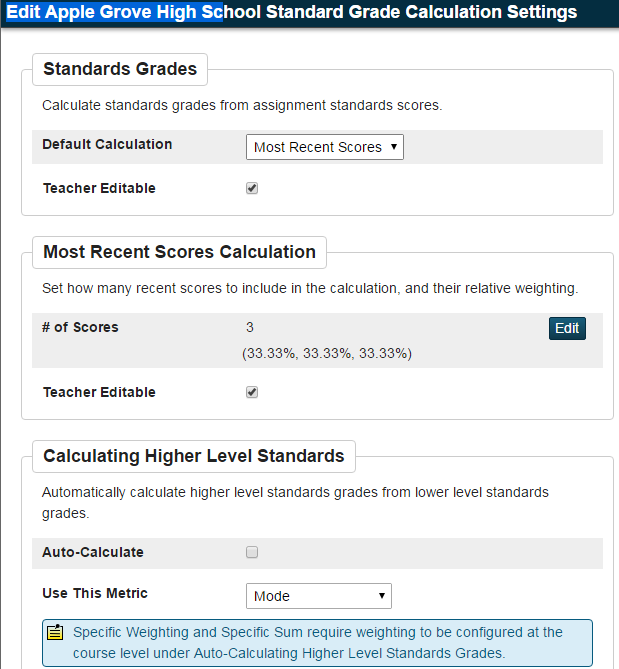 Edit Apple Grove High School Standard Grade Calculation Settings
Standards Grades
Calculate standards grades from assignment standards scores.
Default Calculation
Most Recent Scores
Teacher Editable
Most Recent Scores Calculation
Set how many recent scores to include in the calculation, and their relative weighting.
# of Scores
3
Edit
(33.33%, 33.33%, 33.33%)
Teacher Editable
Calculating Higher Level Standards
Automatically calculate higher level standards grades from lower level standards
grades.
Auto-Calculate
Use This Metric
Mode
Specific Weighting and Specific Sum require weighting to be configured at the
course level under Auto-Calculating Higher Level Standards Grades.